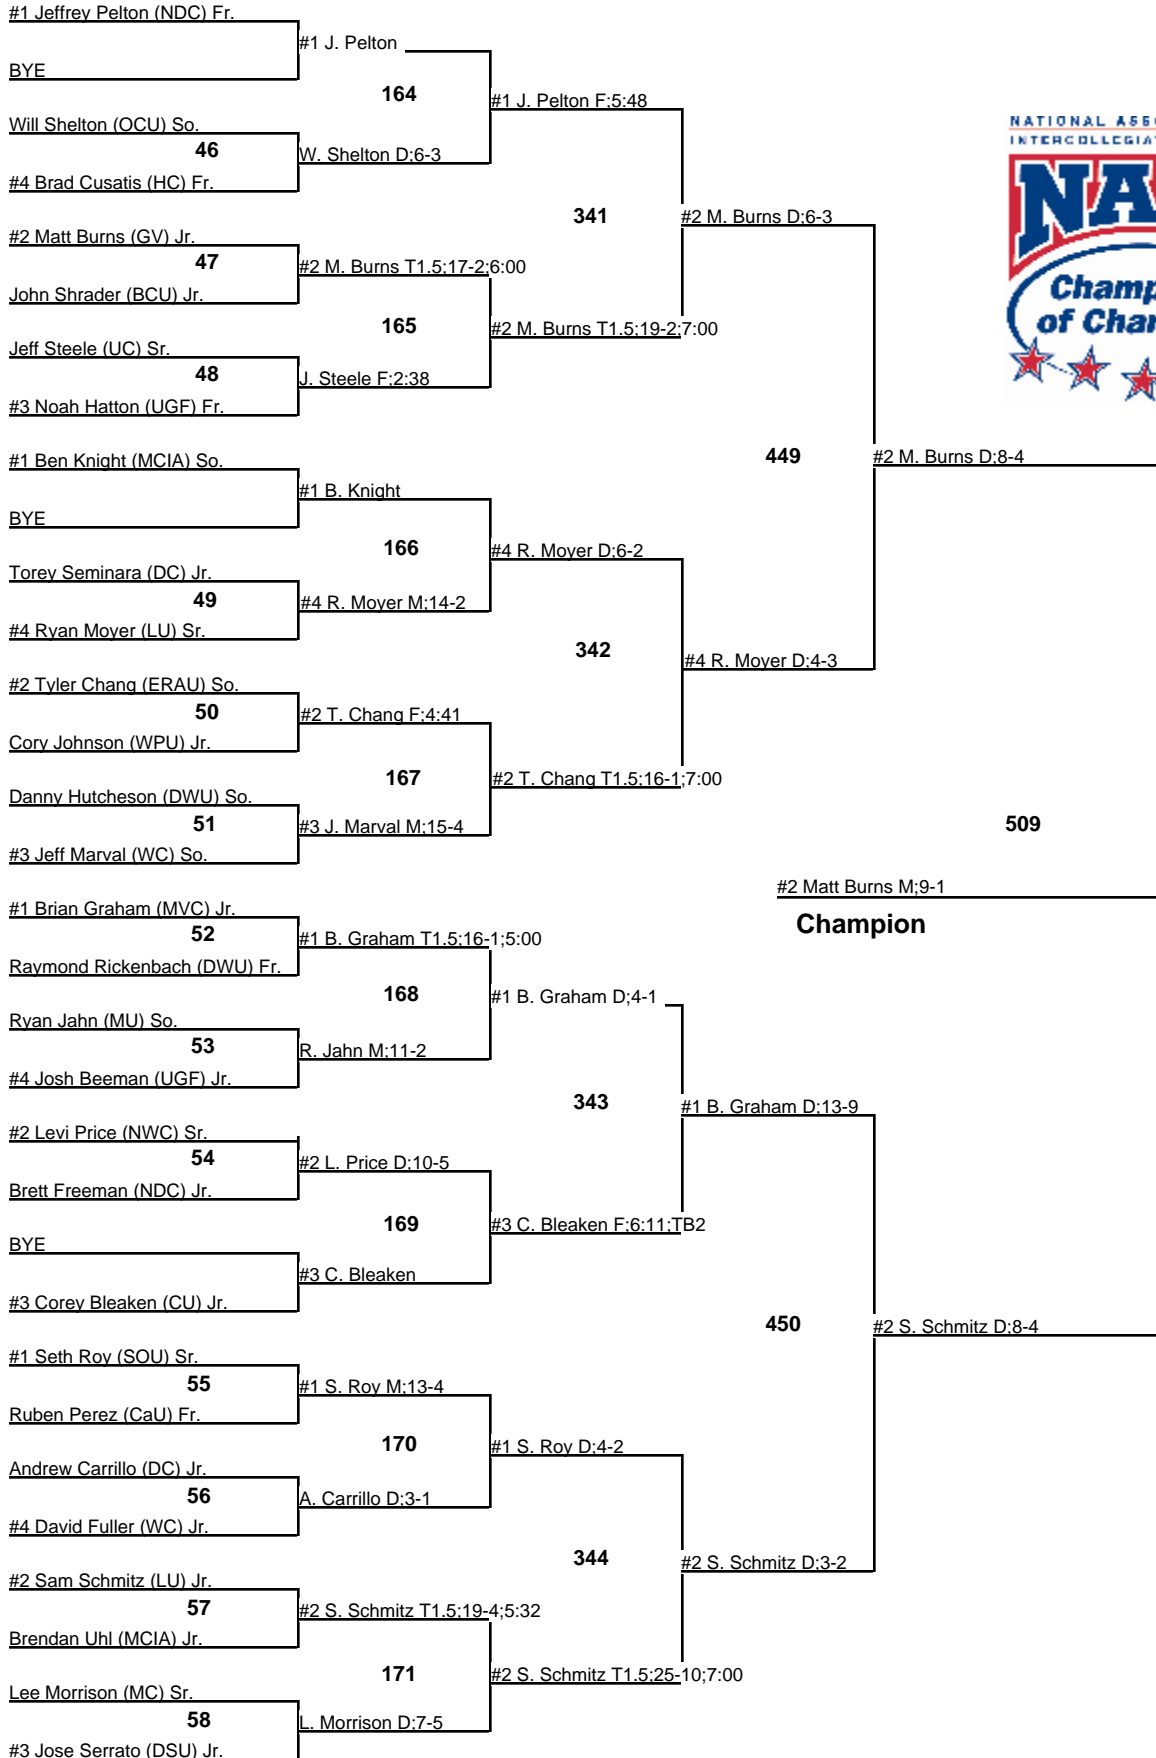 #1 Jeffrey Pelton (NDC) Fr.
#1 J. Pelton
BYE
164
#1 J. Pelton F;5:48
Will Shelton (OCU) So.
46
W. Shelton D;6-3
#4 Brad Cusatis (HC) Fr.
341
#2 M. Burns D;6-3
#2 Matt Burns (GV) Jr.
47
#2 M. Burns T1.5;17-2;6:00
John Shrader (BCU) Jr.
165
#2 M. Burns T1.5;19-2;7:00
Jeff Steele (UC) Sr.
48
J. Steele F;2:38
#3 Noah Hatton (UGF) Fr.
449
#2 M. Burns D;8-4
#1 Ben Knight (MCIA) So.
#1 B. Knight
BYE
166
#4 R. Moyer D;6-2
Torey Seminara (DC) Jr.
49
#4 R. Moyer M;14-2
#4 Ryan Moyer (LU) Sr.
342
#4 R. Moyer D;4-3
#2 Tyler Chang (ERAU) So.
50
#2 T. Chang F;4:41
Cory Johnson (WPU) Jr.
167
#2 T. Chang T1.5;16-1;7:00
Danny Hutcheson (DWU) So.
51
#3 J. Marval M;15-4
#3 Jeff Marval (WC) So.
509
#2 Matt Burns M;9-1
Champion
#1 Brian Graham (MVC) Jr.
52
#1 B. Graham T1.5;16-1;5:00
Raymond Rickenbach (DWU) Fr.
168
#1 B. Graham D;4-1
Ryan Jahn (MU) So.
53
R. Jahn M;11-2
#4 Josh Beeman (UGF) Jr.
343
#1 B. Graham D;13-9
#2 Levi Price (NWC) Sr.
54
#2 L. Price D;10-5
Brett Freeman (NDC) Jr.
169
#3 C. Bleaken F;6:11;TB2
BYE
#3 C. Bleaken
#3 Corey Bleaken (CU) Jr.
450
#2 S. Schmitz D;8-4
#1 Seth Roy (SOU) Sr.
55
#1 S. Roy M;13-4
Ruben Perez (CaU) Fr.
170
#1 S. Roy D;4-2
Andrew Carrillo (DC) Jr.
56
A. Carrillo D;3-1
#4 David Fuller (WC) Jr.
344
#2 S. Schmitz D;3-2
#2 Sam Schmitz (LU) Jr.
57
#2 S. Schmitz T1.5;19-4;5:32
Brendan Uhl (MCIA) Jr.
171
#2 S. Schmitz T1.5;25-10;7:00
Lee Morrison (MC) Sr.
58
L. Morrison D;7-5
#3 Jose Serrato (DSU) Jr.
NATIONAL
NA
of